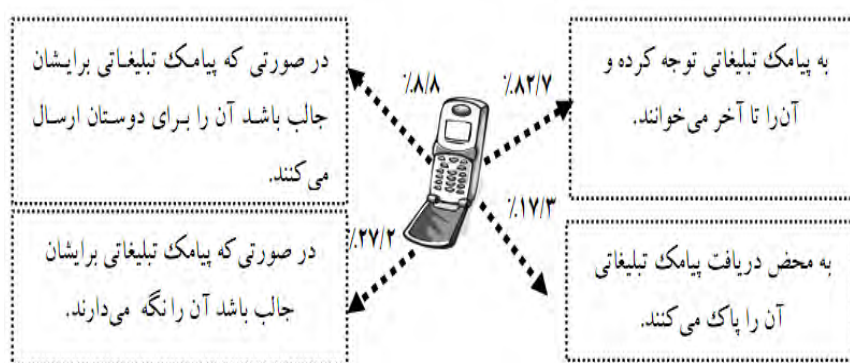 به پیامک تبلیغاتی توجه کرده و
آن‌را تا آخر می‌خوانند.
٪۸۲/۷
٪۸/۸
در صورتی که پیامک تبلیغاتی برایشان
جالب باشد آن را برای دوستان ارسال
می‌کنند.
به محض دریافت پیامک تبلیغاتی
آن را پاک می‌کنند.
٪۱۷/۳
٪۲۷/۲
در صورتی‌که پیامک تبلیغاتی برایشان
جالب باشد آن را نگه می‌دارند.